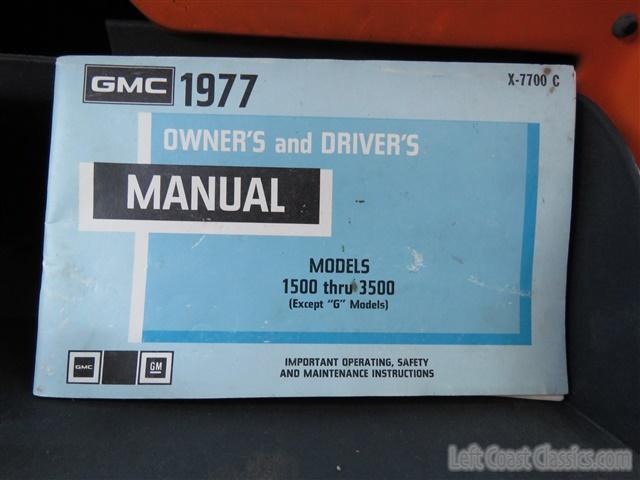 GMC 1977 X-7700 C
OWNER'S and DRIVER'S
MANUAL
MODELS
1500 thru 3500
(Except "G" Models)
GMC GM
IMPORTANT OPERATING, SAFETY
AND MAINTENANCE INSTRUCTIONS
Left Coast Classics.com